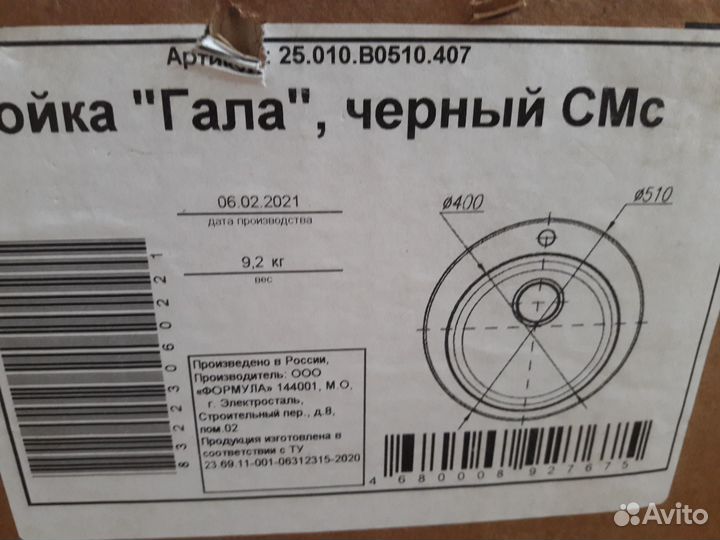 Артикул: 25.010.B0510.407
ойка "Гала", черный СМс
06.02.2021
дата производства
9,2 кг
вес
ø400
ø510
Произведено в России,
Производитель: ООО
«ФОРМУЛА» 144001, М.О,
г. Электросталь,
Строительный пер., д.8,
пом.02
Продукция изготовлена в
соответствии с ТУ
23.69.11-001-06312315-2020
4 680008 927675
Avito